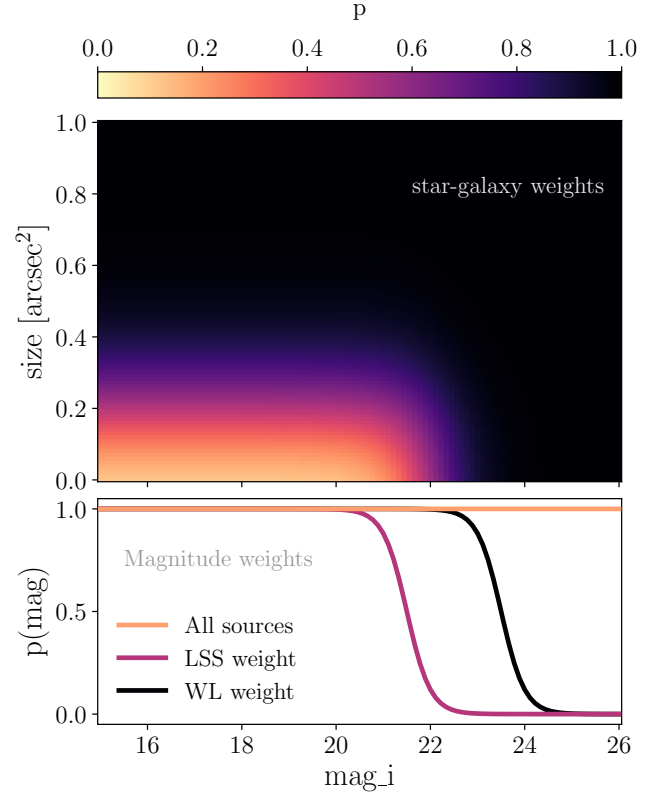 p
0.0 0.2 0.4 0.6 0.8 1.0
1.0
star-galaxy weights
0.8
0.6
size [arcsec²]
0.4
0.2
0.0
1.0
Magnitude weights
p(mag)
0.5
All sources
LSS weight
WL weight
0.0
16 18 20 22 24 26
mag_i